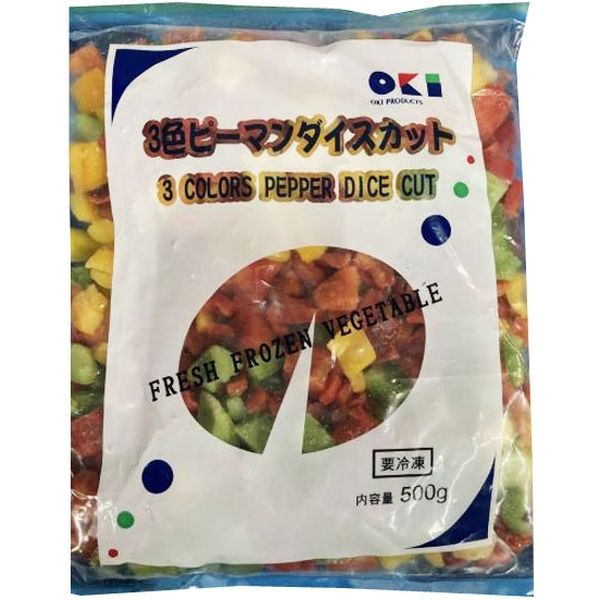 OKI
OKI PRODUCTS
3色ピーマンダイスカット
3 COLORS PEPPER DICE CUT
FRESH FROZEN VEGETABLE
要冷凍
内容量 500g